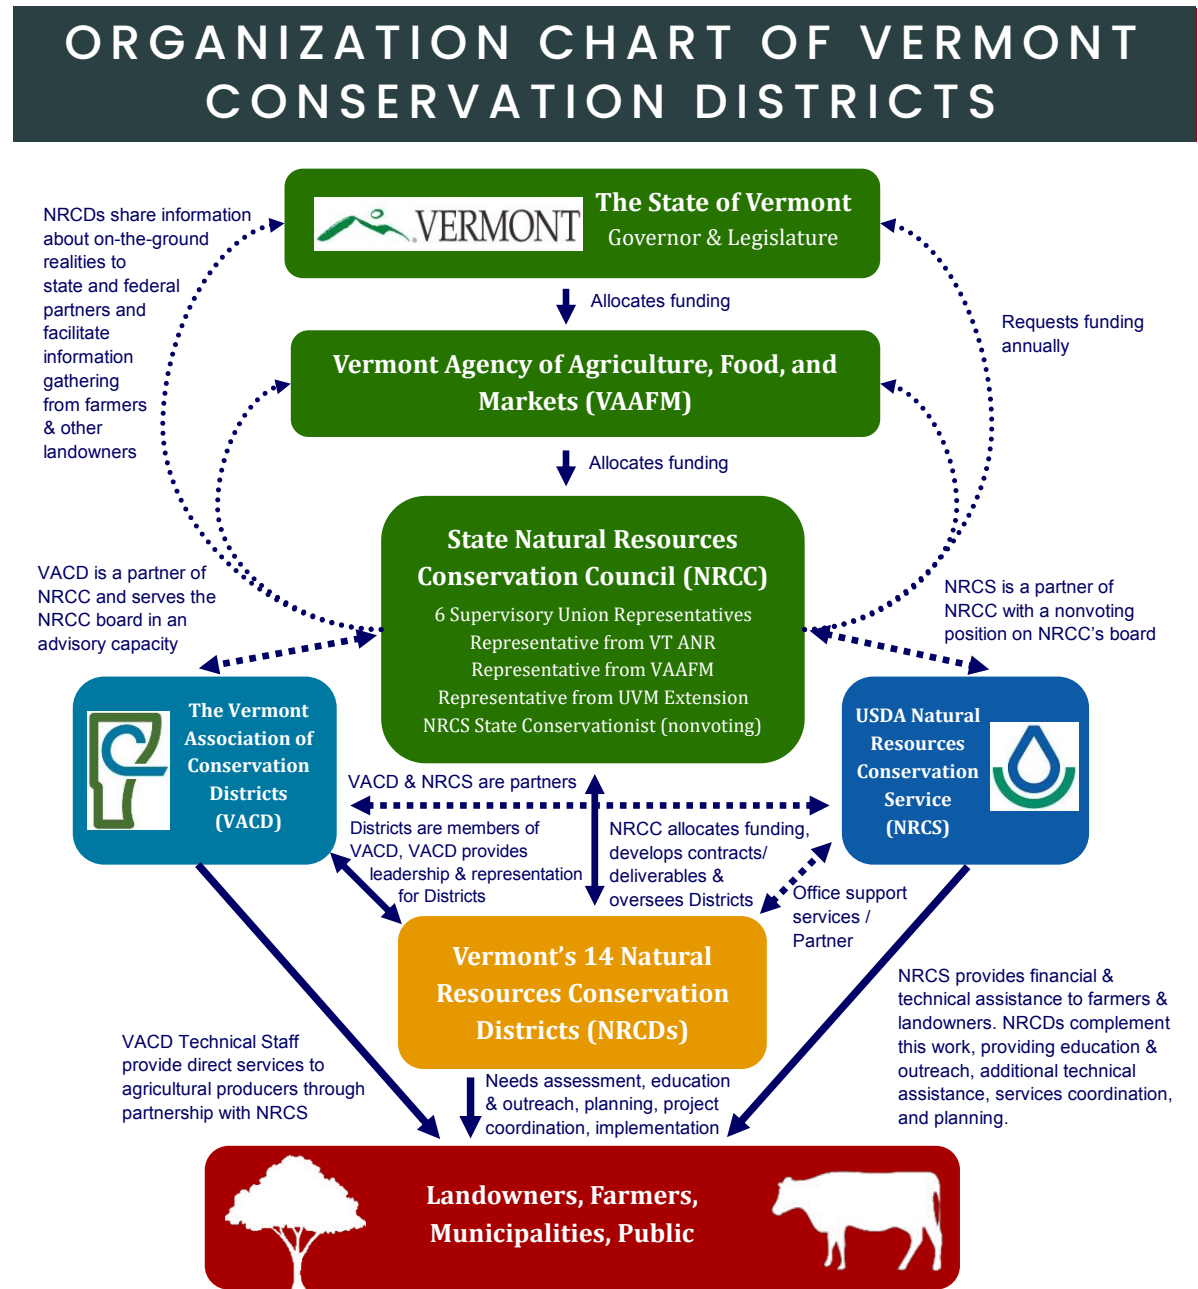 ORGANIZATION CHART OF VERMONT
CONSERVATION DISTRICTS
NRCDs share information
about on-the-ground
realities to
state and federal
partners and
facilitate
information
gathering
from farmers
& other
landowners
VERMONT
The State of Vermont
Governor & Legislature
Allocates funding
Requests funding
annually
Vermont Agency of Agriculture, Food, and
Markets (VAAFM)
Allocates funding
State Natural Resources
Conservation Council (NRCC)
6 Supervisory Union Representatives
Representative from VT ANR
Representative from VAAFM
Representative from UVM Extension
NRCS State Conservationist (nonvoting)
VACD is a partner of
NRCC and serves the
NRCC board in an
advisory capacity
NRCS is a partner of
NRCC with a nonvoting
position on NRCC's board
The Vermont
Association of
Conservation
Districts
(VACD)
USDA Natural
Resources
Conservation
Service
(NRCS)
VACD & NRCS are partners
Districts are members of
VACD, VACD provides
leadership & representation
for Districts
NRCC allocates funding,
develops contracts/
deliverables &
oversees Districts
Office support
services /
Partner
Vermont's 14 Natural
Resources Conservation
Districts (NRCDs)
VACD Technical Staff
provide direct services to
agricultural producers through
partnership with NRCS
Needs assessment, education
& outreach, planning, project
coordination, implementation
NRCS provides financial &
technical assistance to farmers &
landowners. NRCDs complement
this work, providing education &
outreach, additional technical
assistance, services coordination,
and planning.
Landowners, Farmers,
Municipalities, Public